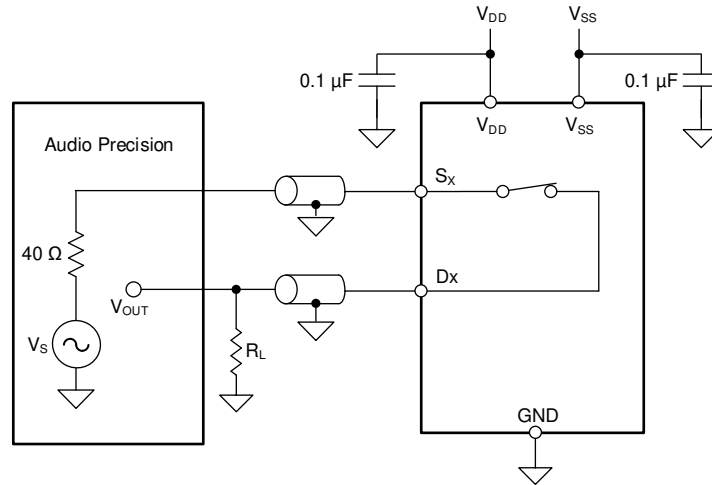 V_DD V_SS
0.1 µF 0.1 µF
V_DD V_SS
Audio Precision
S_X
40 Ω
V_OUT
Dx
V_S
R_L
GND